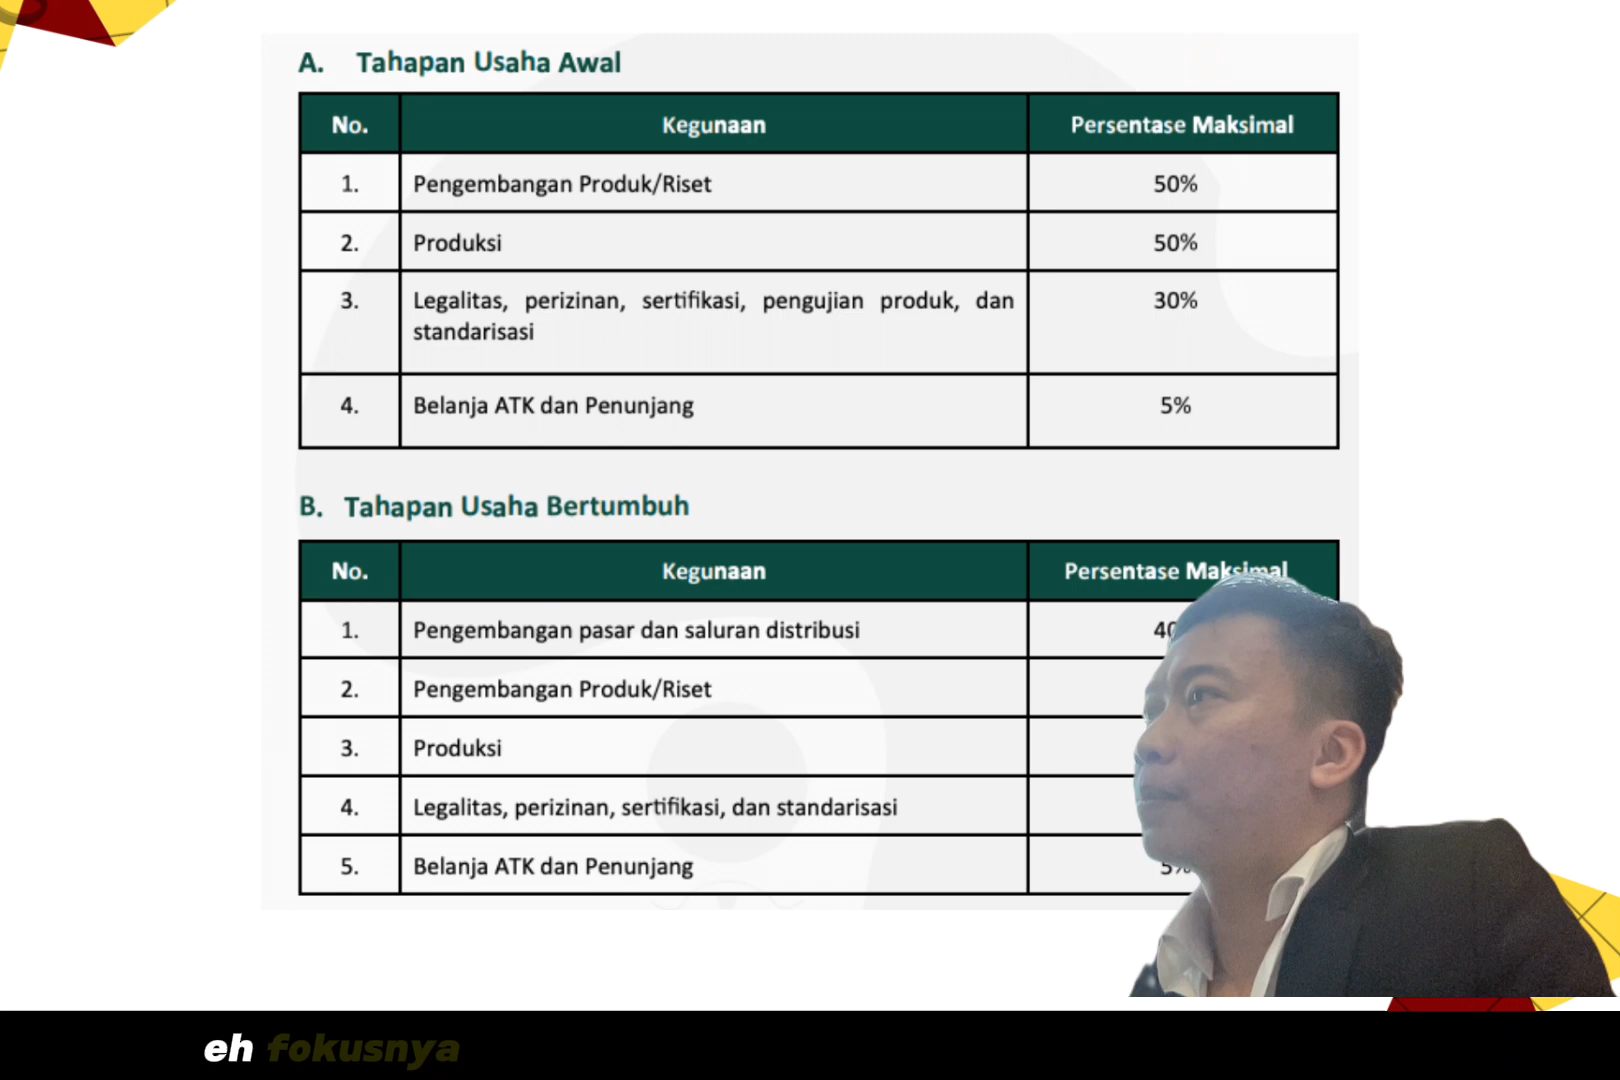 A. Tahapan Usaha Awal
No. Kegunaan Persentase Maksimal
1. Pengembangan Produk/Riset 50%
2. Produksi 50%
3. Legalitas, perizinan, sertifikasi, pengujian produk, dan 30%
standarisasi
4. Belanja ATK dan Penunjang 5%
B. Tahapan Usaha Bertumbuh
No. Kegunaan Persentase Maksimal
1. Pengembangan pasar dan saluran distribusi
2. Pengembangan Produk/Riset
3. Produksi
4. Legalitas, perizinan, sertifikasi, dan standarisasi
5. Belanja ATK dan Penunjang 5%
eh fokusnya